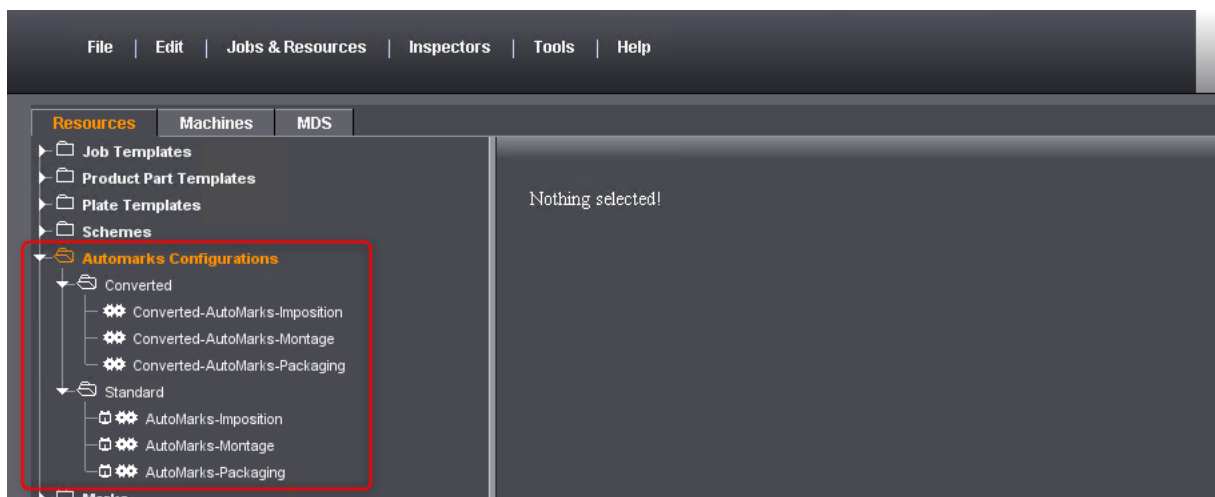 File | Edit | Jobs & Resources | Inspectors | Tools | Help
Resources Machines MDS
Job Templates
Product Part Templates
Nothing selected!
Plate Templates
Schemes
Automarks Configurations
Converted
Converted-AutoMarks-Imposition
Converted-AutoMarks-Montage
Converted-AutoMarks-Packaging
Standard
AutoMarks-Imposition
AutoMarks-Montage
AutoMarks-Packaging
Marks